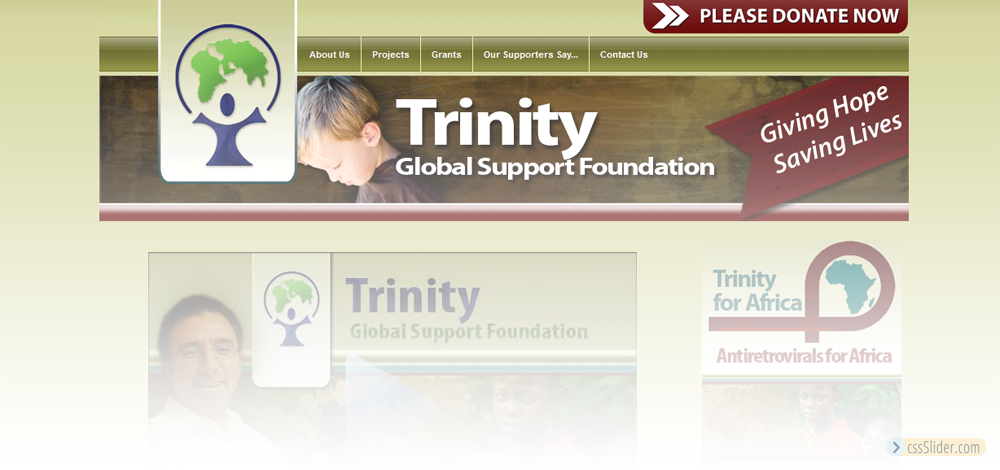 PLEASE DONATE NOW
About Us
Projects
Grants
Our Supporters Say...
Contact Us
Trinity
Global Support Foundation
Giving Hope
Saving Lives
Trinity
Global Support Foundation
Trinity
for Africa
Antiretrovirals for Africa
cssSlider.com